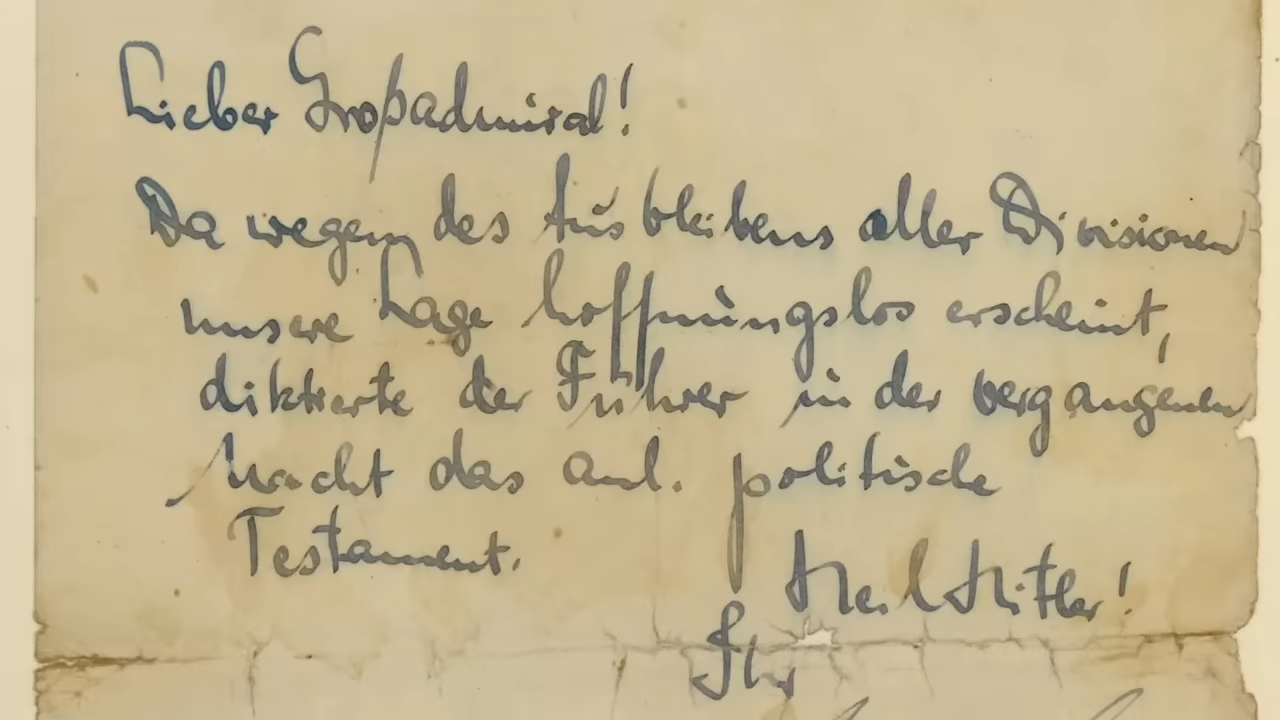 Lieber Großadmiral!
Da wegen des Ausbleibens aller Divisionen
unsere Lage hoffnungslos erscheint,
diktierte der Führer in der vergangenen
Nacht das anl. politische
Testament.
Heil Hitler!
Ihr